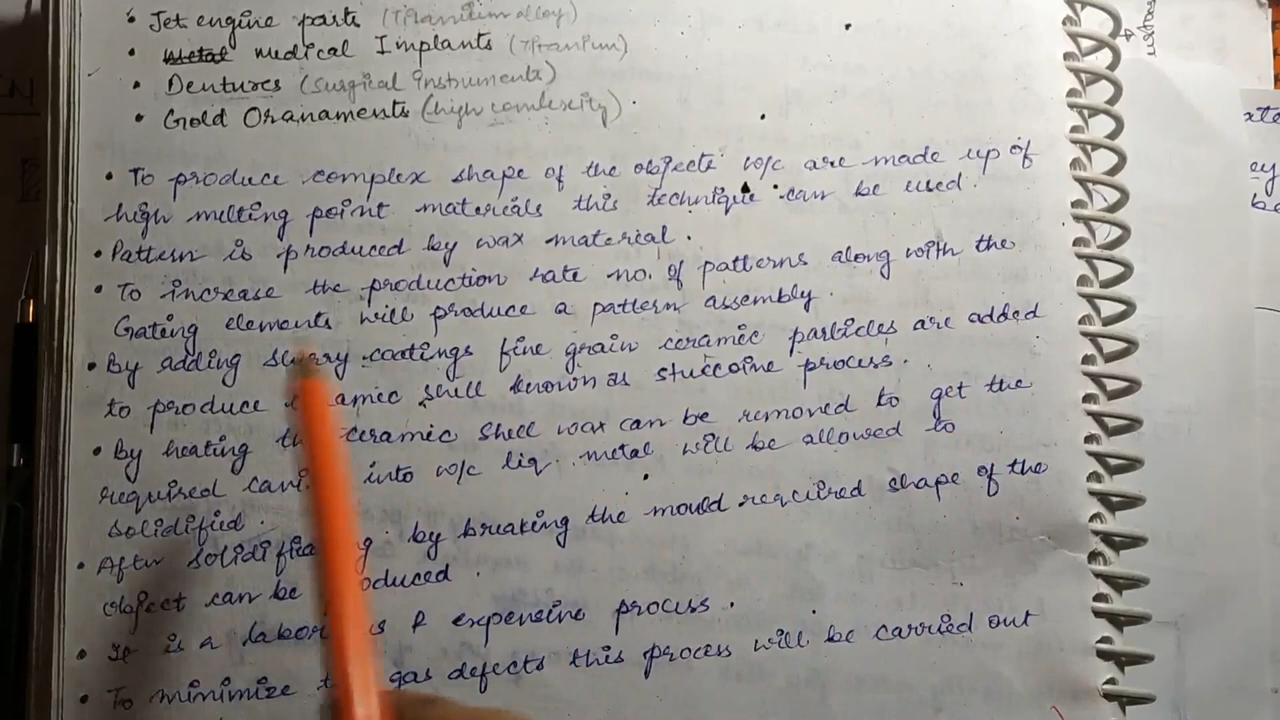 • Jet engine parts (Titanium alloy)
• Metal medical Implants (Titanium)
• Dentures (Surgical instruments)
• Gold Oranaments (high comlexity).
• To produce complex shape of the objects w/c are made up of
high melting point materials this technique can be used.
• Pattern is produced by wax material.
• To increase the production rate no. of patterns along with the
Gating elements will produce a pattern assembly.
• By adding slurry coatings fine grain ceramic particles are added
to produce shell known as stuccoine process.
• By heating ceramic shell wax can be removed to get the
required into w/c liq. metal will be allowed to
solidified.
• After by breaking the mould required shape of the
object can be
• It is a & expensive process.
• To minimize gas defects this process will be carried out